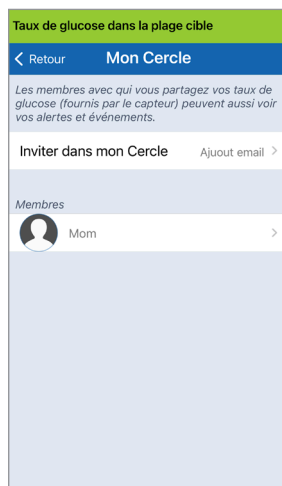 Taux de glucose dans la plage cible
Retour Mon Cercle
Les membres avec qui vous partagez vos taux de
glucose (fournis par le capteur) peuvent aussi voir
vos alertes et événements.
Inviter dans mon Cercle Ajuout email
Membres
Mom